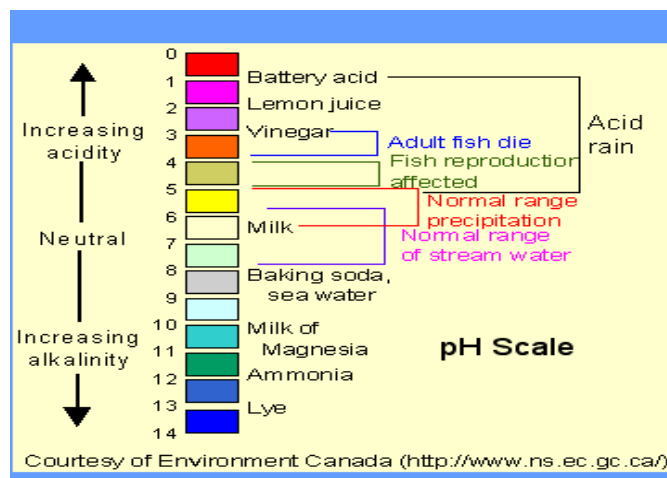 0
1
Battery acid
2
Lemon juice
3
Vinegar
4
5
6
Milk
7
8
Baking soda,
sea water
9
10
Milk of
Magnesia
11
Ammonia
12
13
Lye
14
Increasing
acidity
Neutral
Increasing
alkalinity
Adult fish die
Fish reproduction
affected
Normal range
precipitation
Normal range
of stream water
Acid
rain
pH Scale
Courtesy of Environment Canada (http://www.ns.ec.gc.ca/)